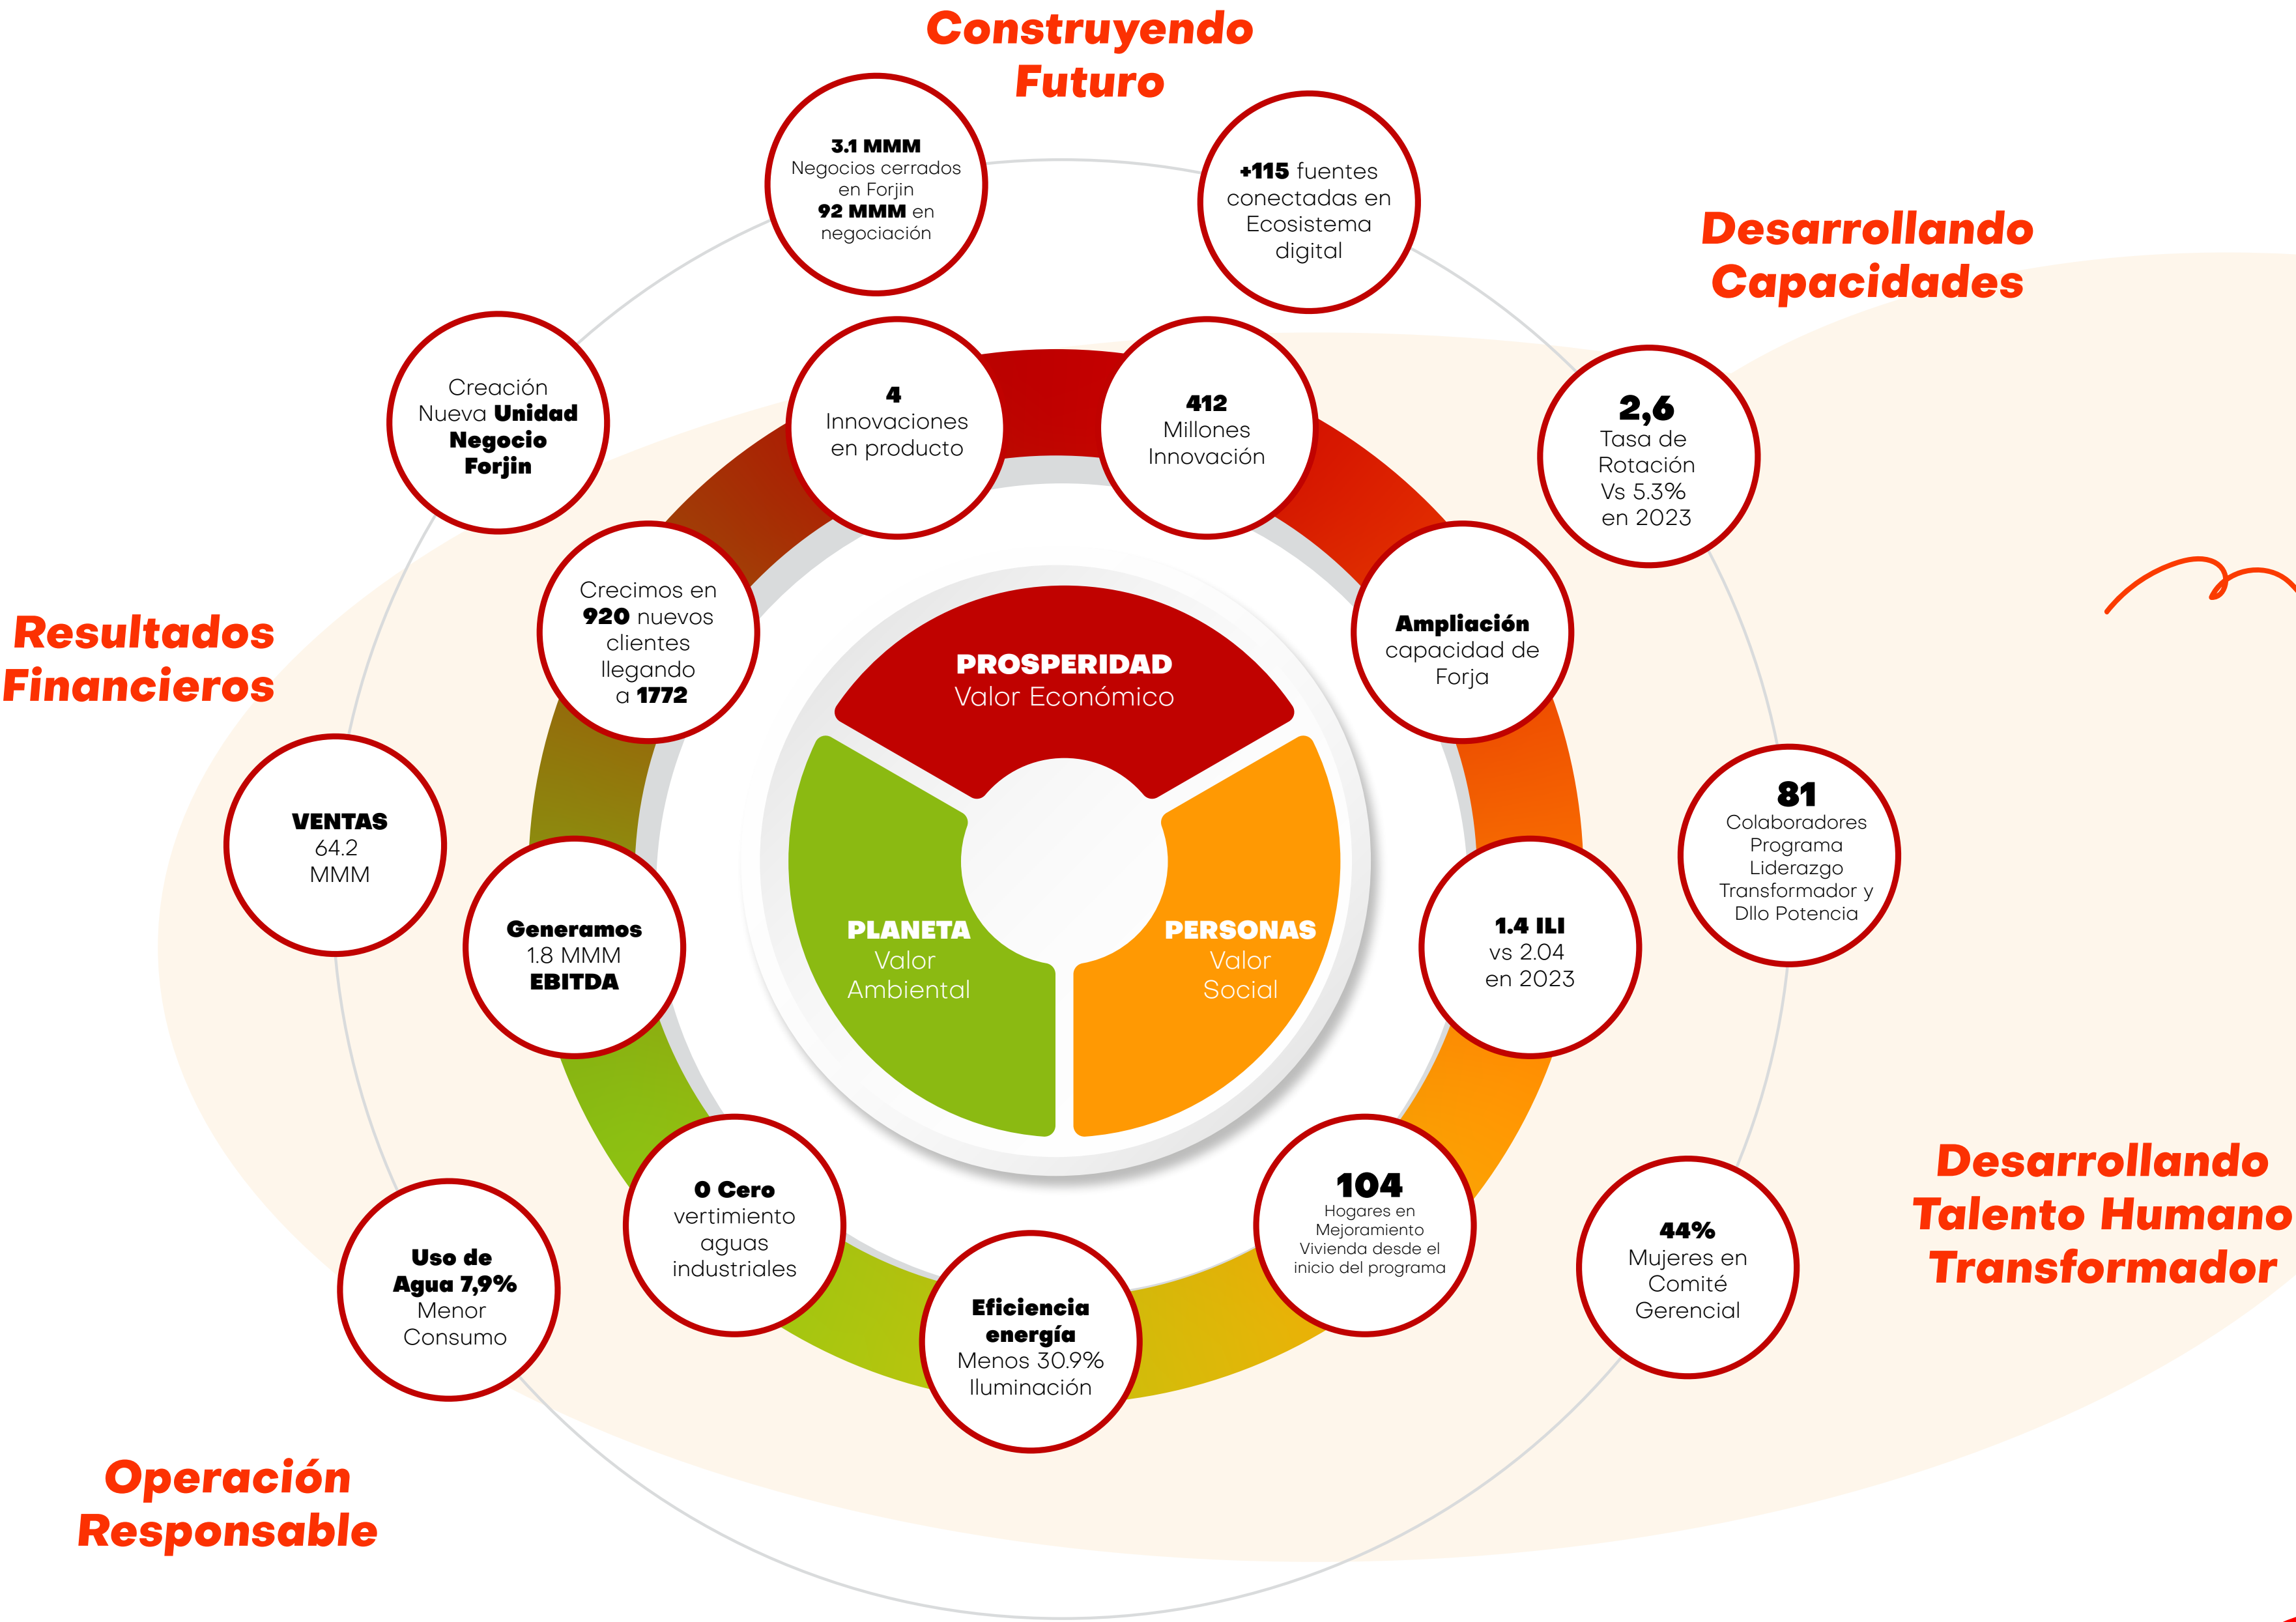 Construyendo
Futuro
3.1 MMM
Negocios cerrados
en Forjin
92 MMM en
negociación
+115 fuentes
conectadas en
Ecosistema
digital
Desarrollando
Capacidades
Creación
Nueva Unidad
Negocio
Forjin
4
Innovaciones
en producto
412
Millones
Innovación
2,6
Tasa de
Rotación
Vs 5.3%
en 2023
Resultados
Financieros
Crecimos en
920 nuevos
clientes
llegando
a 1772
Ampliación
capacidad de
Forja
PROSPERIDAD
Valor Económico
VENTAS
64.2
MMM
81
Colaboradores
Programa
Liderazgo
Transformador y
Dllo Potencia
Generamos
1.8 MMM
EBITDA
PLANETA
Valor
Ambiental
PERSONAS
Valor
Social
1.4 ILI
vs 2.04
en 2023
Desarrollando
Talento Humano
Transformador
0 Cero
vertimiento
aguas
industriales
104
Hogares en
Mejoramiento
Vivienda desde el
inicio del programa
Uso de
Agua 7,9%
Menor
Consumo
44%
Mujeres en
Comité
Gerencial
Eficiencia
energía
Menos 30.9%
Iluminación
Operación
Responsable